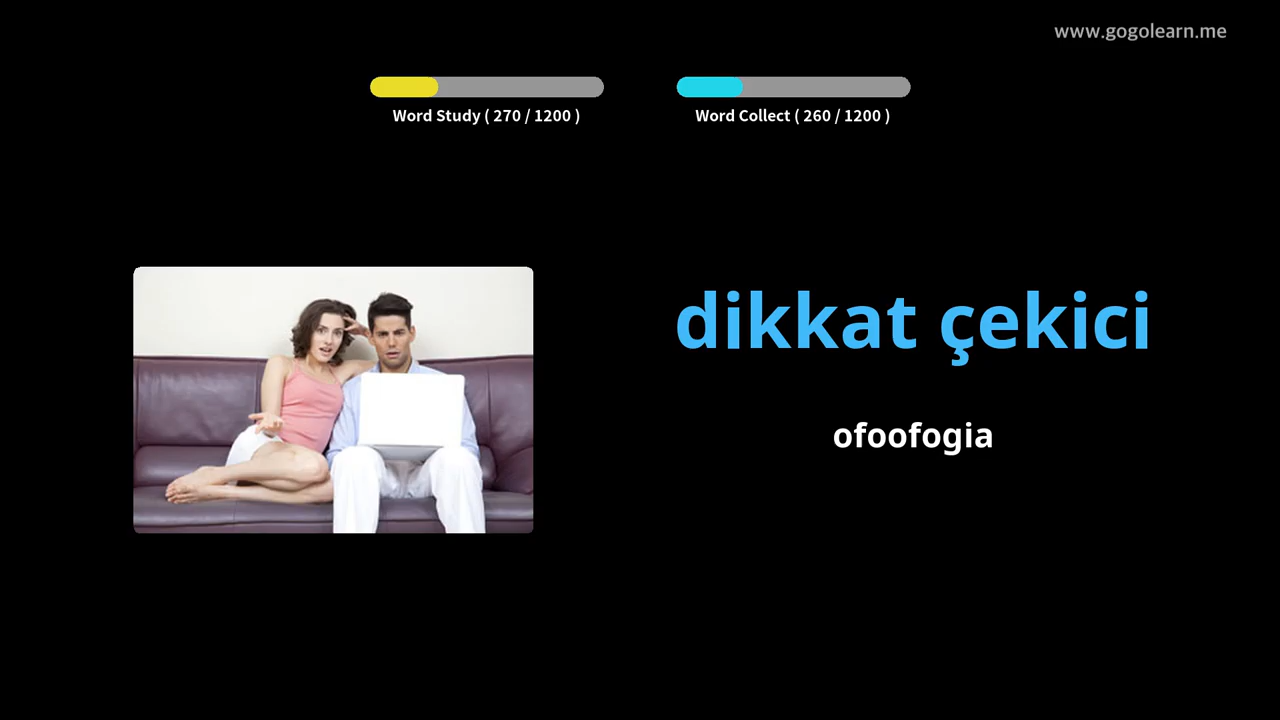 www.gogolearn.me
Word Study ( 270 / 1200 )
Word Collect ( 260 / 1200 )
dikkat çekici
ofoofogia